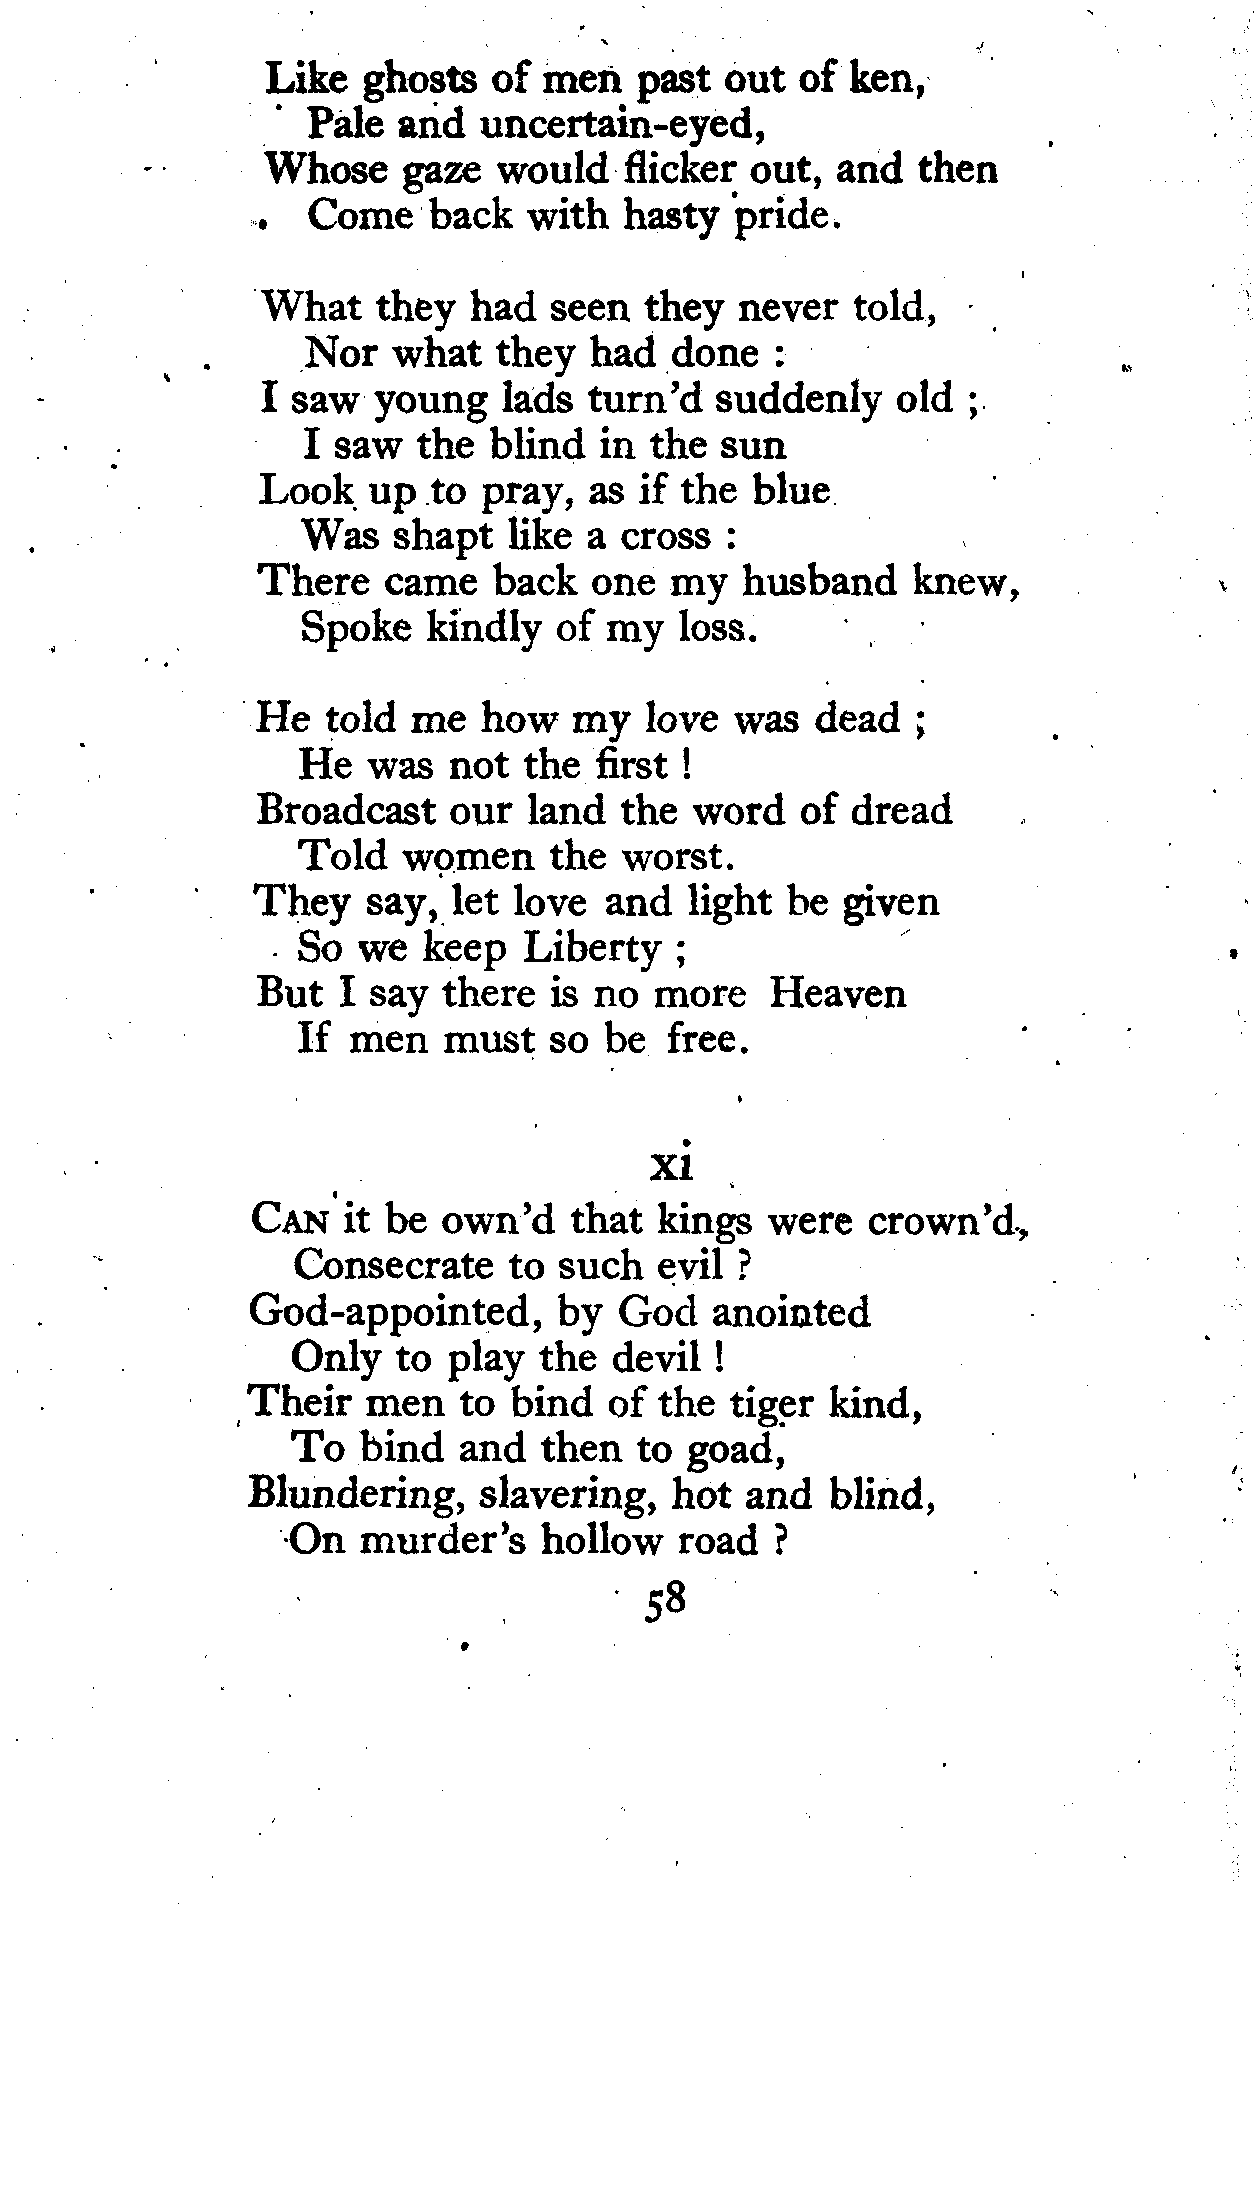 Like ghosts of men past out of ken,
Pale and uncertain-eyed,
Whose gaze would flicker out, and then
Come back with hasty pride.
What they had seen they never told,
Nor what they had done :
I saw young lads turn'd suddenly old ;
I saw the blind in the sun
Look up to pray, as if the blue
Was shapt like a cross :
There came back one my husband knew,
Spoke kindly of my loss.
He told me how my love was dead ;
He was not the first !
Broadcast our land the word of dread
Told women the worst.
They say, let love and light be given
So we keep Liberty ;
But I say there is no more Heaven
If men must so be free.
xi
CAN it be own'd that kings were crown'd,
Consecrate to such evil ?
God-appointed, by God anointed
Only to play the devil !
Their men to bind of the tiger kind,
To bind and then to goad,
Blundering, slavering, hot and blind,
On murder's hollow road ?
58